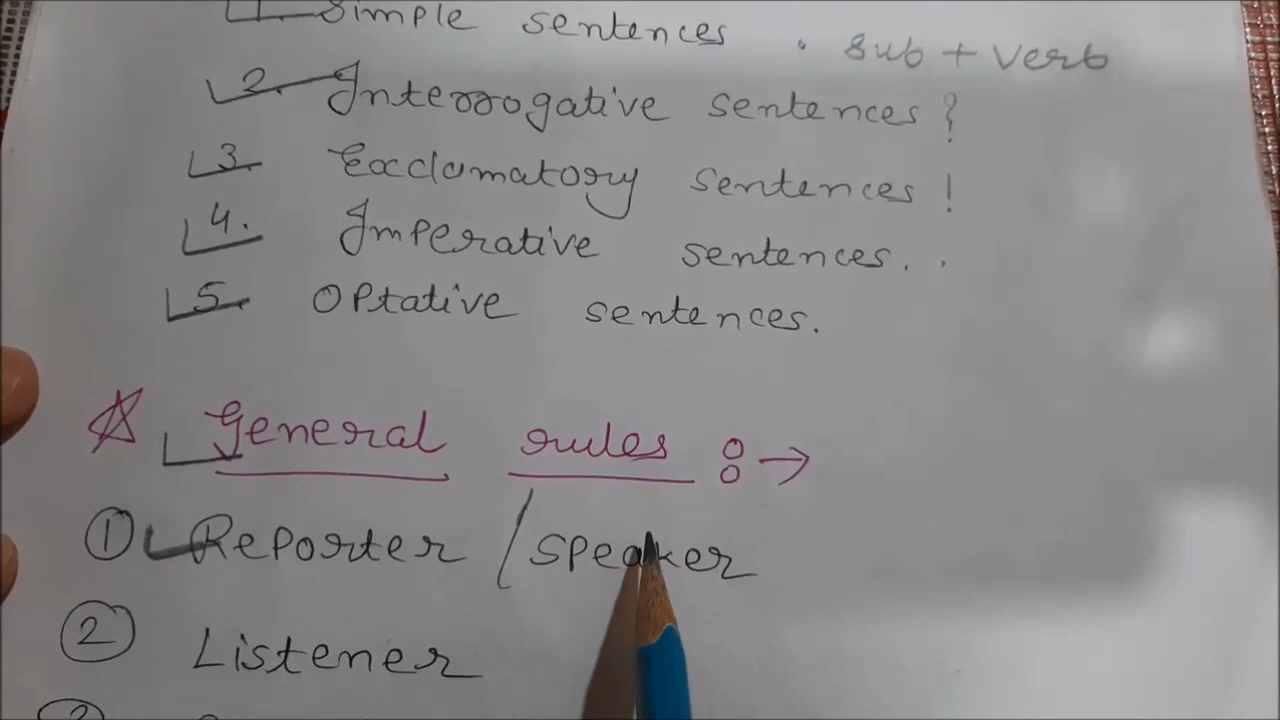 1. Simple sentences . sub + verb
2. Interrogative sentences?
3. Exclamatory sentences!
4. Imperative sentences..
5. Optative sentences.
General rules :→
① Reporter / Speaker
② Listener